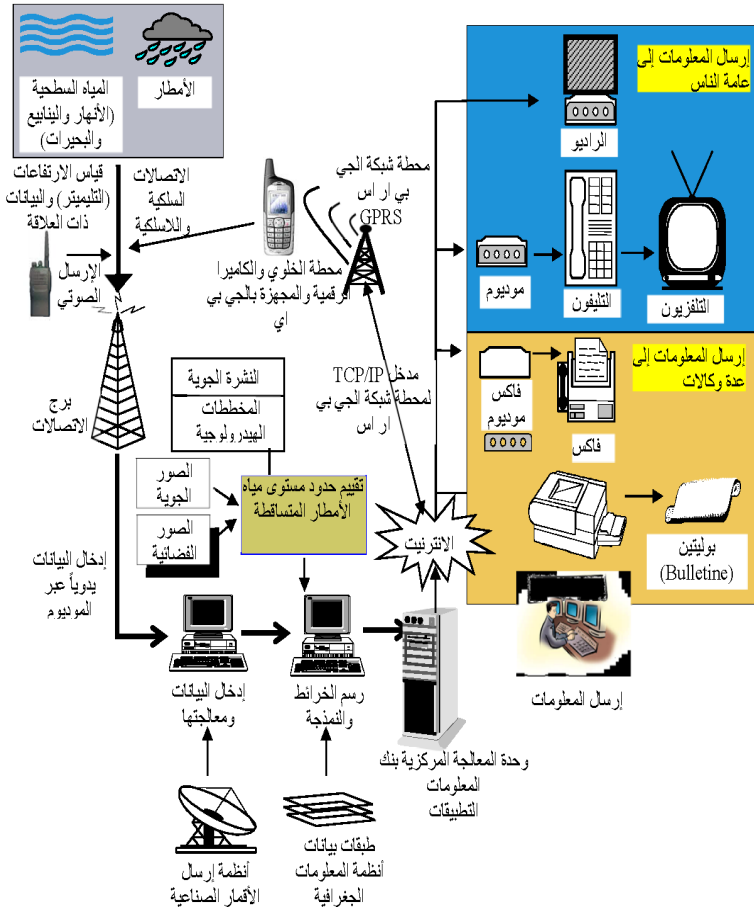 المياه السطحية
(الأنهار والينابيع
والبحيرات)
الأمطار
قياس الارتفاعات
(التليميتر) والبيانات
ذات العلاقة
الاتصالات
السلكية
واللاسلكية
الإرسال
الصوتي
محطة شبكة الجي
بي ار اس
GPRS
محطة الخلوي والكاميرا
الرقمية والمجهزة بالجي بي
اي
برج
الاتصالات
النشرة الجوية
المخططات
الهيدرولوجية
مدخل TCP/IP
لمحطة شبكة الجي بي
ار اس
الصور
الجوية
الصور
الفضائية
تقييم حدود مستوى مياه
الأمطار المتساقطة
الانترنيت
إدخال البيانات
يدوياً عبر
الموديوم
إدخال البيانات
ومعالجتها
رسم الخرائط
والنمذجة
وحدة المعالجة المركزية بنك
المعلومات
التطبيقات
أنظمة إرسال
الأقمار الصناعية
طبقات بيانات
أنظمة المعلومات
الجغرافية
إرسال المعلومات إلى
عامة الناس
الراديو
موديوم
التليفون
التلفزيون
إرسال المعلومات إلى
عدة وكالات
فاكس
موديوم
فاكس
بوليتين
(Bulletine)
إرسال المعلومات